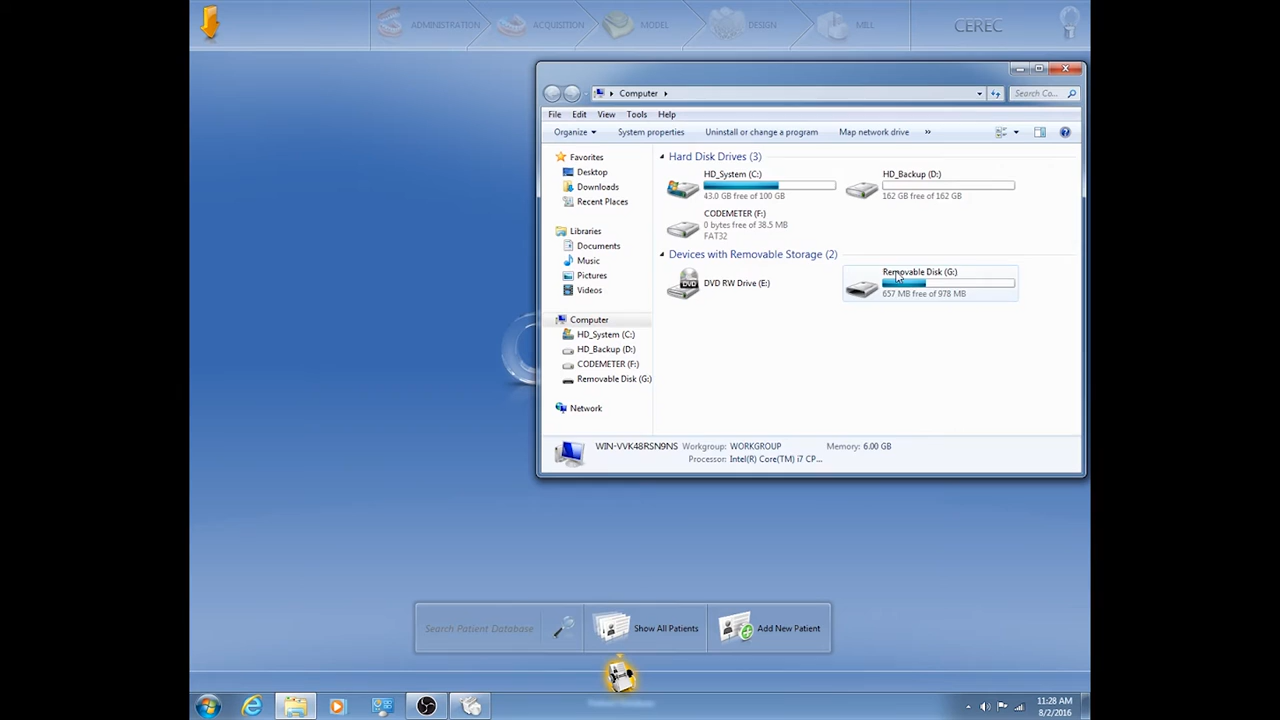 ADMINISTRATION
ACQUISITION
MODEL
DESIGN
MILL
CEREC
Computer
Search Co...
File Edit View Tools Help
Organize System properties Uninstall or change a program Map network drive »
Favorites
Desktop
Downloads
Recent Places
Libraries
Documents
Music
Pictures
Videos
Computer
HD_System (C:)
HD_Backup (D:)
CODEMETER (F:)
Removable Disk (G:)
Network
Hard Disk Drives (3)
HD_System (C:)
43.0 GB free of 100 GB
HD_Backup (D:)
162 GB free of 162 GB
CODEMETER (F:)
0 bytes free of 38.5 MB
FAT32
Devices with Removable Storage (2)
DVD
DVD RW Drive (E:)
Removable Disk (G:)
657 MB free of 978 MB
WIN-VVK48RSN9NS Workgroup: WORKGROUP Memory: 6.00 GB
Processor: Intel(R) Core(TM) i7 CP...
Search Patient Database
Show All Patients
Add New Patient
11:28 AM
8/2/2016